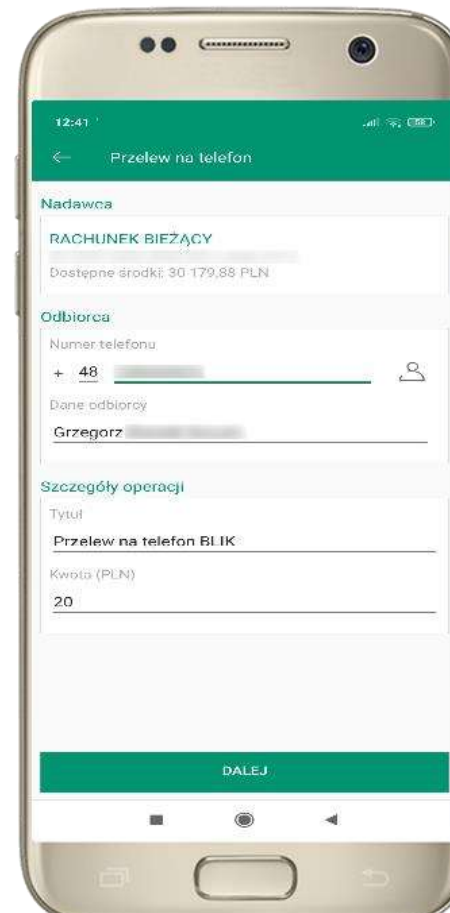 12:41
Przelew na telefon
Nadawca
RACHUNEK BIEŻĄCY
Dostępne środki: 30 179,88 PLN
Odbiorca
Numer telefonu
+ 48
Dane odbiorcy
Grzegorz
Szczegóły operacji
Tytuł
Przelew na telefon BLIK
Kwota (PLN)
20
DALEJ